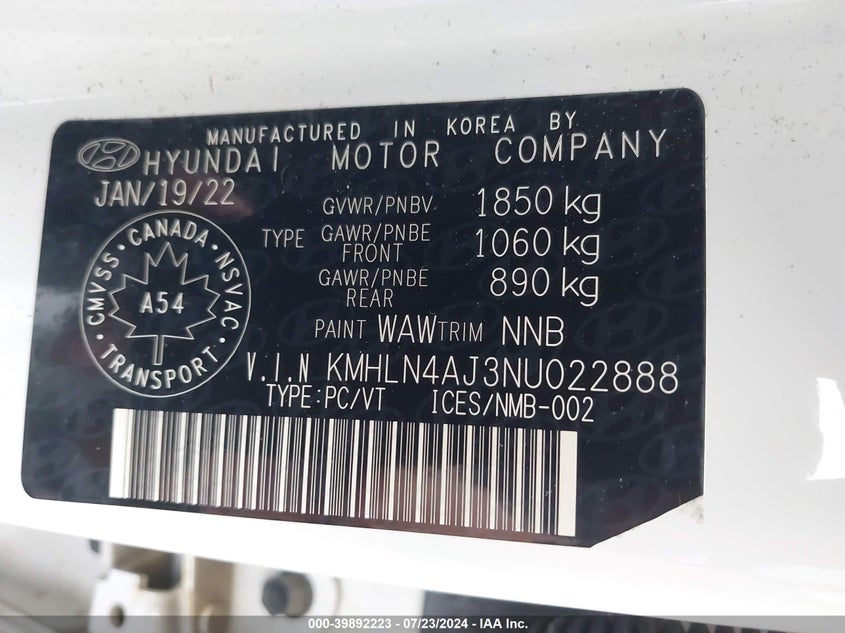 MANUFACTURED IN KOREA BY
HYUNDAI MOTOR COMPANY
JAN/19/22
GVWR/PNBV 1850 kg
TYPE GAWR/PNBE FRONT 1060 kg
GAWR/PNBE REAR 890 kg
PAINT WAW TRIM NNB
V.I.N KMHLN4AJ3NU022888
TYPE:PC/VT ICES/NMB-002
CMVSS · CANADA · NSVAC · TRANSPORT ·
A54
000-39892223 - 07/23/2024 - IAA Inc.